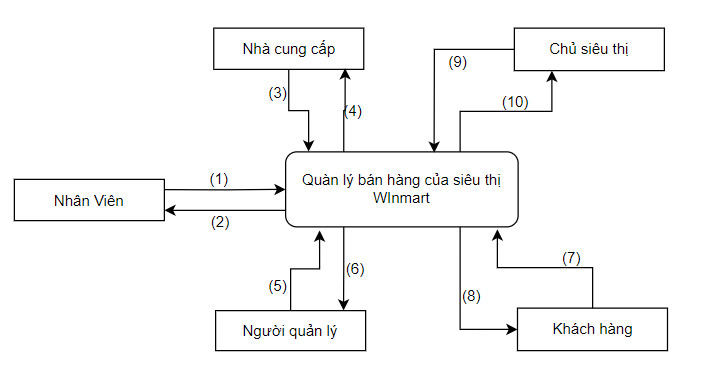 Nhà cung cấp
Chủ siêu thị
(9)
(3)
(4)
(10)
Quàn lý bán hàng của siêu thị
WInmart
(1)
Nhân Viên
(2)
(7)
(6)
(5)
(8)
Người quản lý
Khách hàng